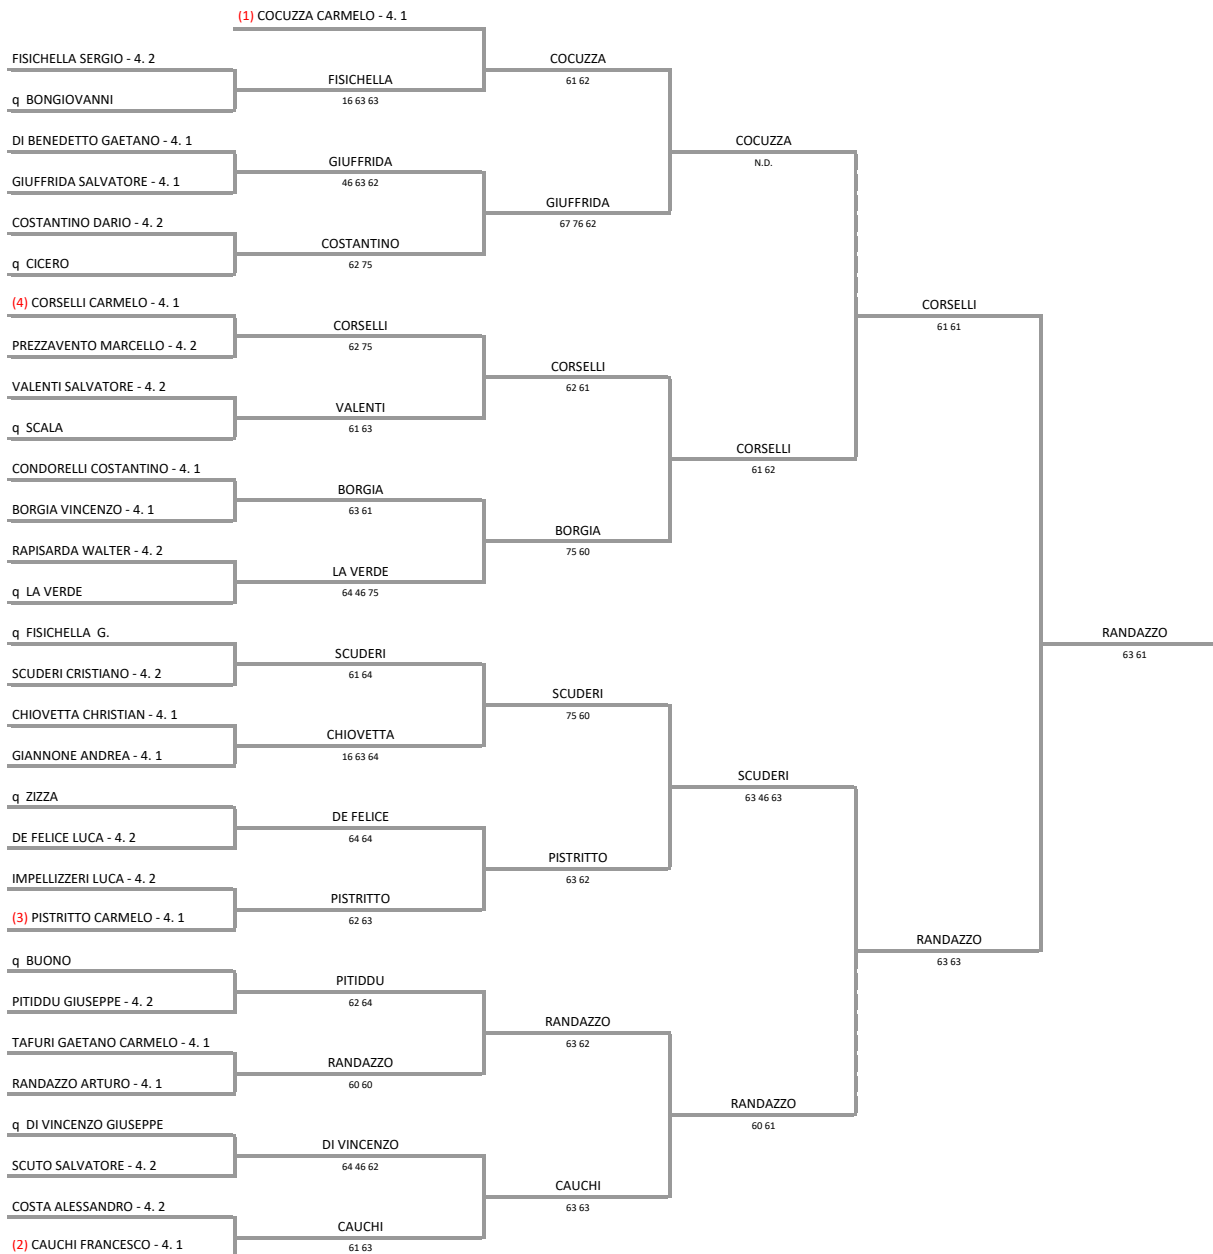 (1) COCUZZA CARMELO - 4. 1
FISICHELLA SERGIO - 4. 2
COCUZZA
FISICHELLA
61 62
q BONGIOVANNI
16 63 63
DI BENEDETTO GAETANO - 4. 1
COCUZZA
GIUFFRIDA
N.D.
GIUFFRIDA SALVATORE - 4. 1
46 63 62
GIUFFRIDA
COSTANTINO DARIO - 4. 2
67 76 62
COSTANTINO
q CICERO
62 75
(4) CORSELLI CARMELO - 4. 1
CORSELLI
CORSELLI
61 61
PREZZAVENTO MARCELLO - 4. 2
62 75
CORSELLI
VALENTI SALVATORE - 4. 2
62 61
VALENTI
q SCALA
61 63
CORSELLI
CONDORELLI COSTANTINO - 4. 1
61 62
BORGIA
BORGIA VINCENZO - 4. 1
63 61
BORGIA
RAPISARDA WALTER - 4. 2
75 60
LA VERDE
q LA VERDE
64 46 75
q FISICHELLA G.
RANDAZZO
SCUDERI
63 61
SCUDERI CRISTIANO - 4. 2
61 64
SCUDERI
CHIOVETTA CHRISTIAN - 4. 1
75 60
CHIOVETTA
GIANNONE ANDREA - 4. 1
16 63 64
SCUDERI
q ZIZZA
63 46 63
DE FELICE
DE FELICE LUCA - 4. 2
64 64
PISTRITTO
IMPELLIZZERI LUCA - 4. 2
63 62
PISTRITTO
(3) PISTRITTO CARMELO - 4. 1
62 63
RANDAZZO
q BUONO
63 63
PITIDDU
PITIDDU GIUSEPPE - 4. 2
62 64
RANDAZZO
TAFURI GAETANO CARMELO - 4. 1
63 62
RANDAZZO
RANDAZZO ARTURO - 4. 1
60 60
RANDAZZO
q DI VINCENZO GIUSEPPE
60 61
DI VINCENZO
SCUTO SALVATORE - 4. 2
64 46 62
CAUCHI
COSTA ALESSANDRO - 4. 2
63 63
CAUCHI
(2) CAUCHI FRANCESCO - 4. 1
61 63